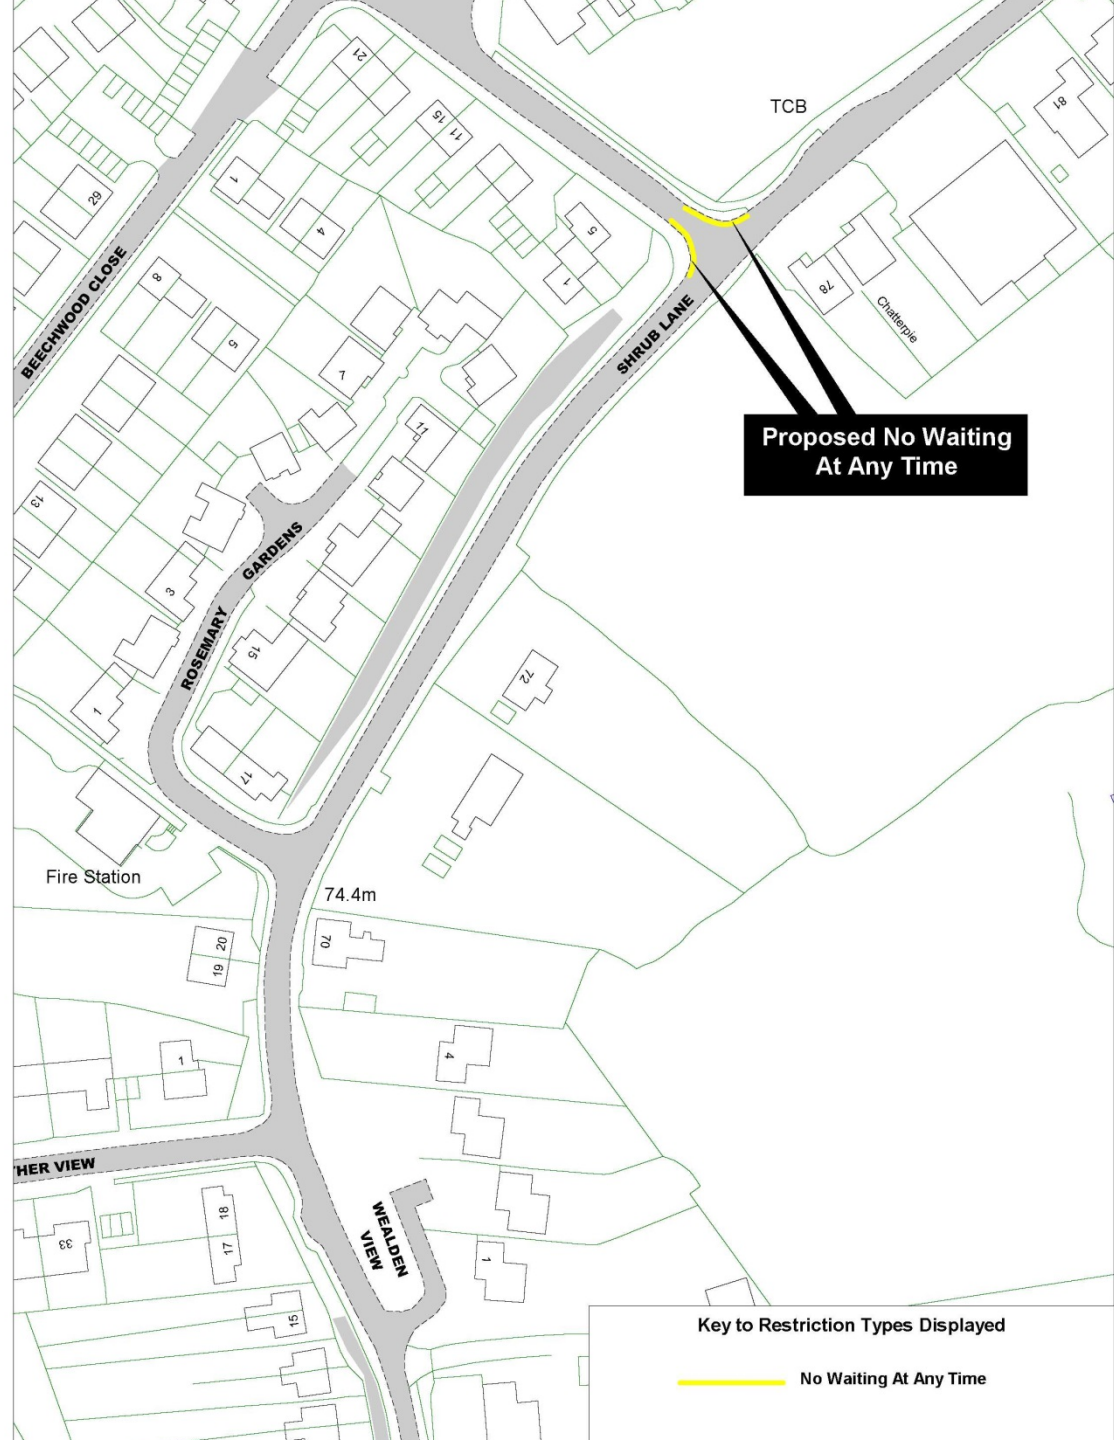 21
TCB
81
15
11
1
29
4
5
1
78
Chatterpie
BEECHWOOD CLOSE
8
5
SHRUB LANE
7
Proposed No Waiting
At Any Time
11
13
GARDENS
3
ROSEMARY
15
72
1
17
Fire Station
74.4m
70
20
19
4
1
THER VIEW
WEALDEN
VIEW
18
17
33
1
15
Key to Restriction Types Displayed
No Waiting At Any Time